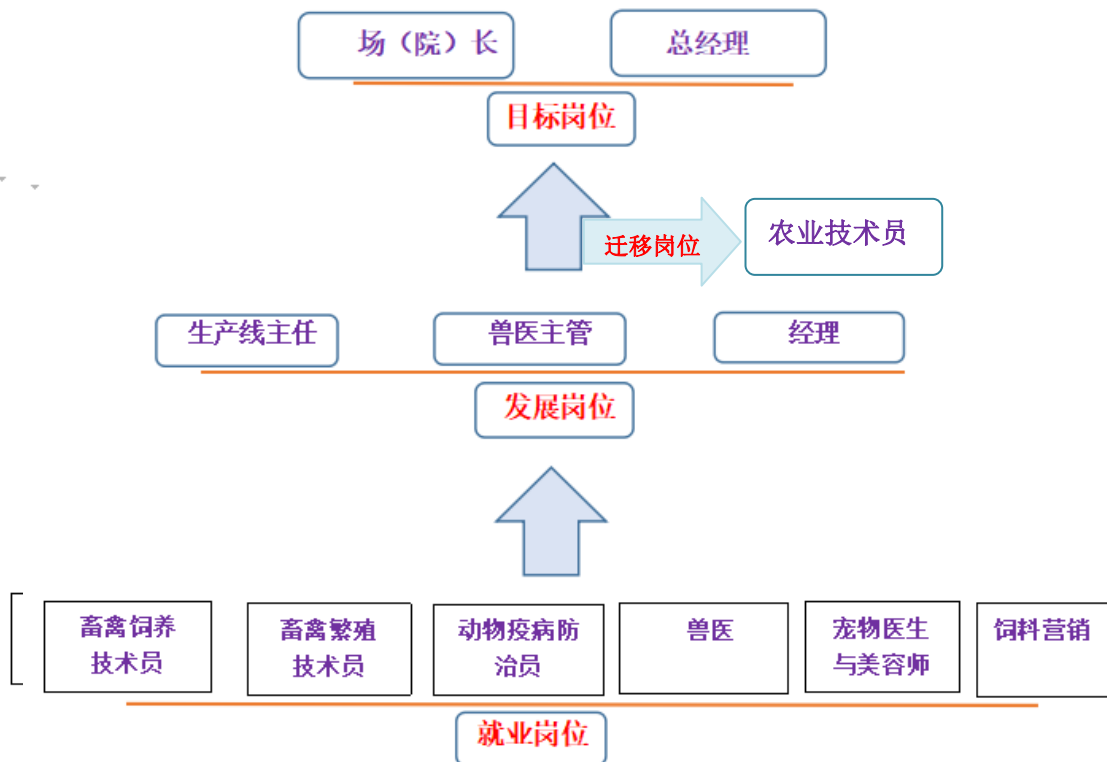 场（院）长
总经理
目标岗位
迁移岗位
农业技术员
生产线主任
兽医主管
经理
发展岗位
畜禽饲养
技术员
畜禽繁殖
技术员
动物疫病防
治员
兽医
宠物医生
与美容师
饲料营销
就业岗位